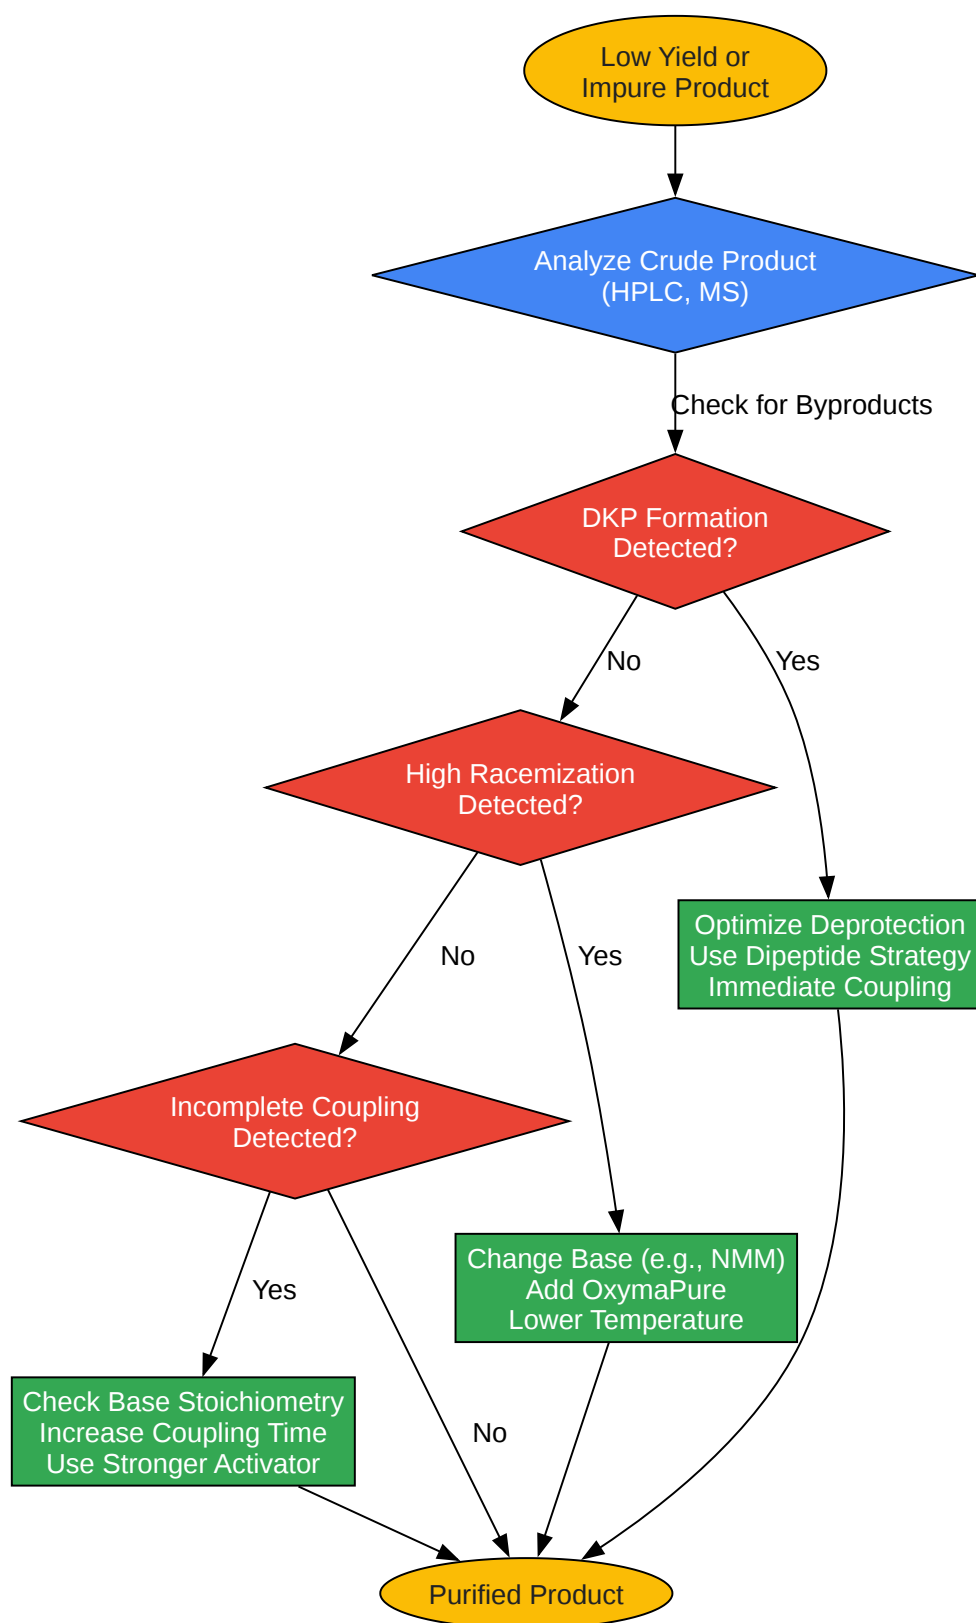 Low Yield or
Impure Product
Analyze Crude Product
(HPLC, MS)
Check for Byproducts
DKP Formation
Detected?
No
Yes
High Racemization
Detected?
No
Yes
Optimize Deprotection
Use Dipeptide Strategy
Immediate Coupling
Incomplete Coupling
Detected?
Yes
No
Change Base (e.g., NMM)
Add OxymaPure
Lower Temperature
Check Base Stoichiometry
Increase Coupling Time
Use Stronger Activator
Purified Product